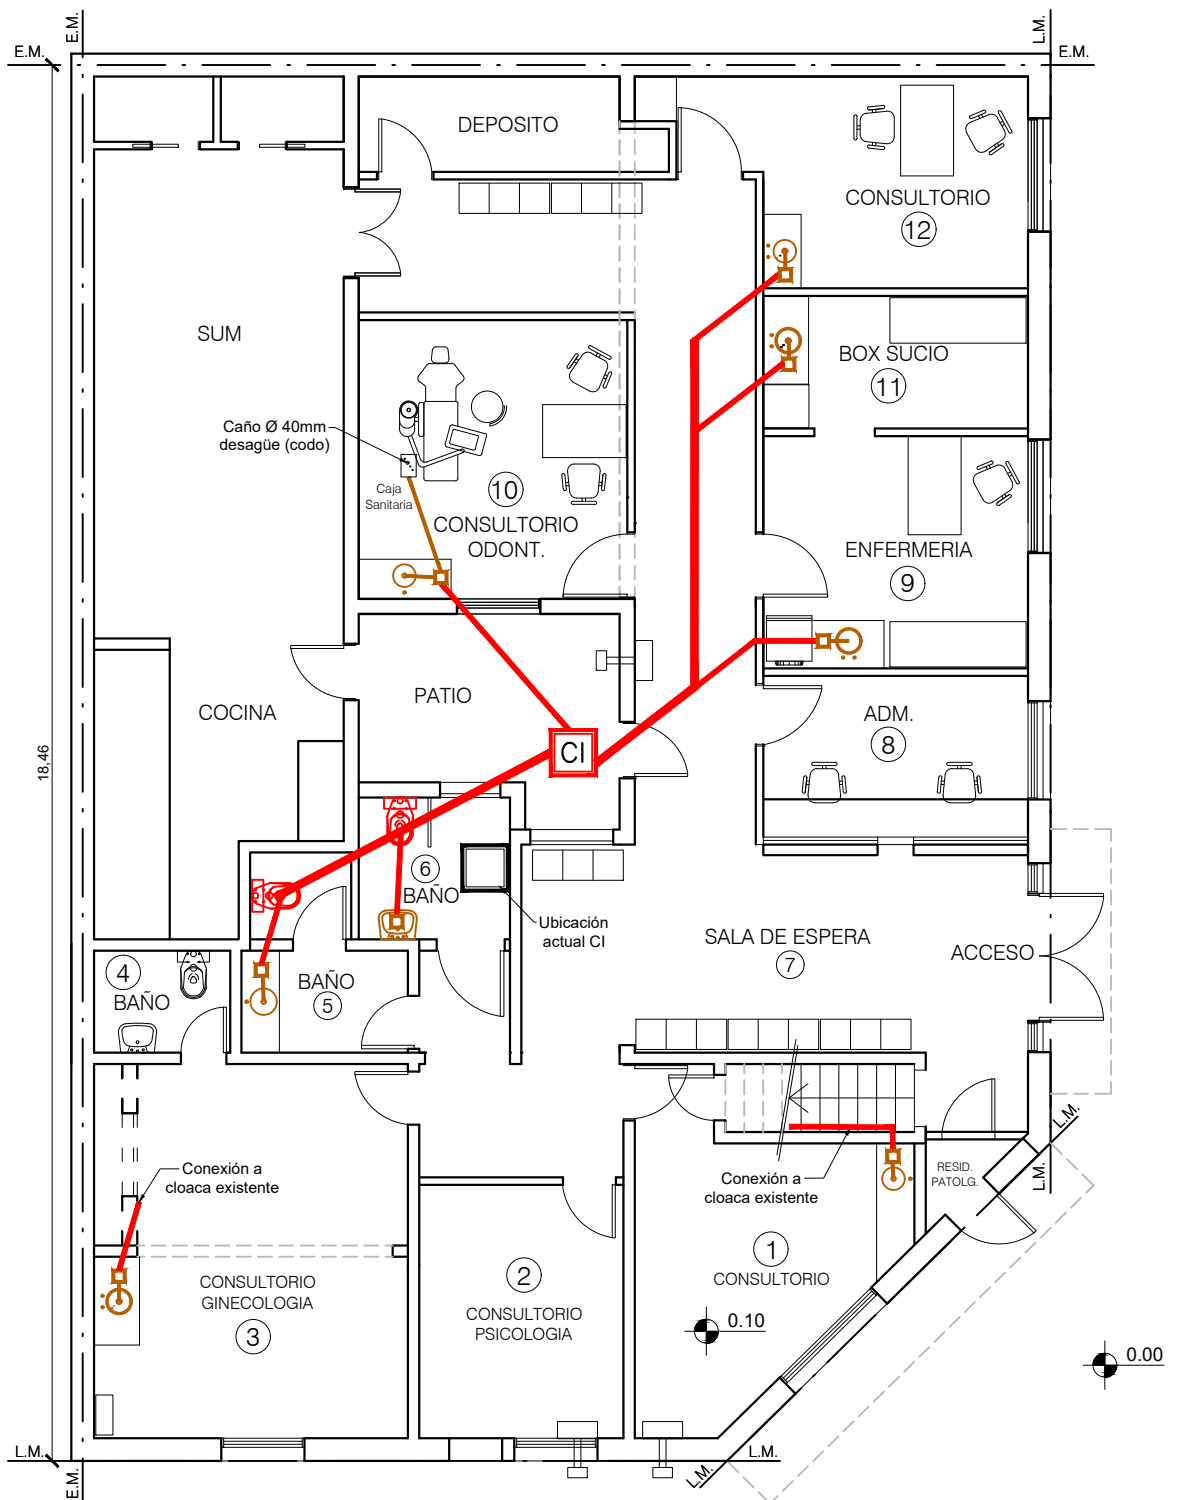 E.M.
L.M.
E.M.
E.M.
DEPOSITO
CONSULTORIO
12
SUM
BOX SUCIO
11
Caño Ø 40mm
desagüe (codo)
Caja
Sanitaria
10
CONSULTORIO
ODONT.
ENFERMERIA
9
PATIO
COCINA
ADM.
8
18,46
CI
6
BAÑO
Ubicación
actual CI
SALA DE ESPERA
7
ACCESO
4
BAÑO
BAÑO
5
L.M.
Conexión a
cloaca existente
Conexión a
cloaca existente
RESID.
PATOLG.
L.M.
1
CONSULTORIO
2
CONSULTORIO
PSICOLOGIA
CONSULTORIO
GINECOLOGIA
3
0.10
0.00
L.M.
L.M.
L.M.
E.M.